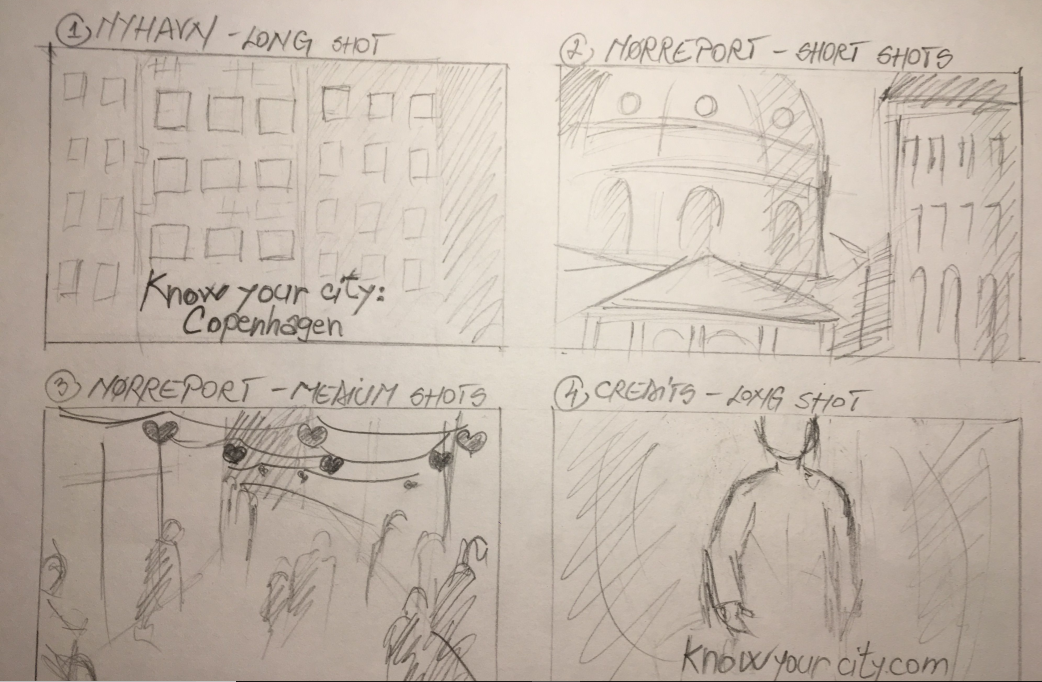 1 NYHAVN - LONG SHOT
2 NØRREPORT - SHORT SHOTS
Know your city:
Copenhagen
3 NØRREPORT - MEDIUM SHOTS
4 CREDITS - LONG SHOT
Knowyourcity.com